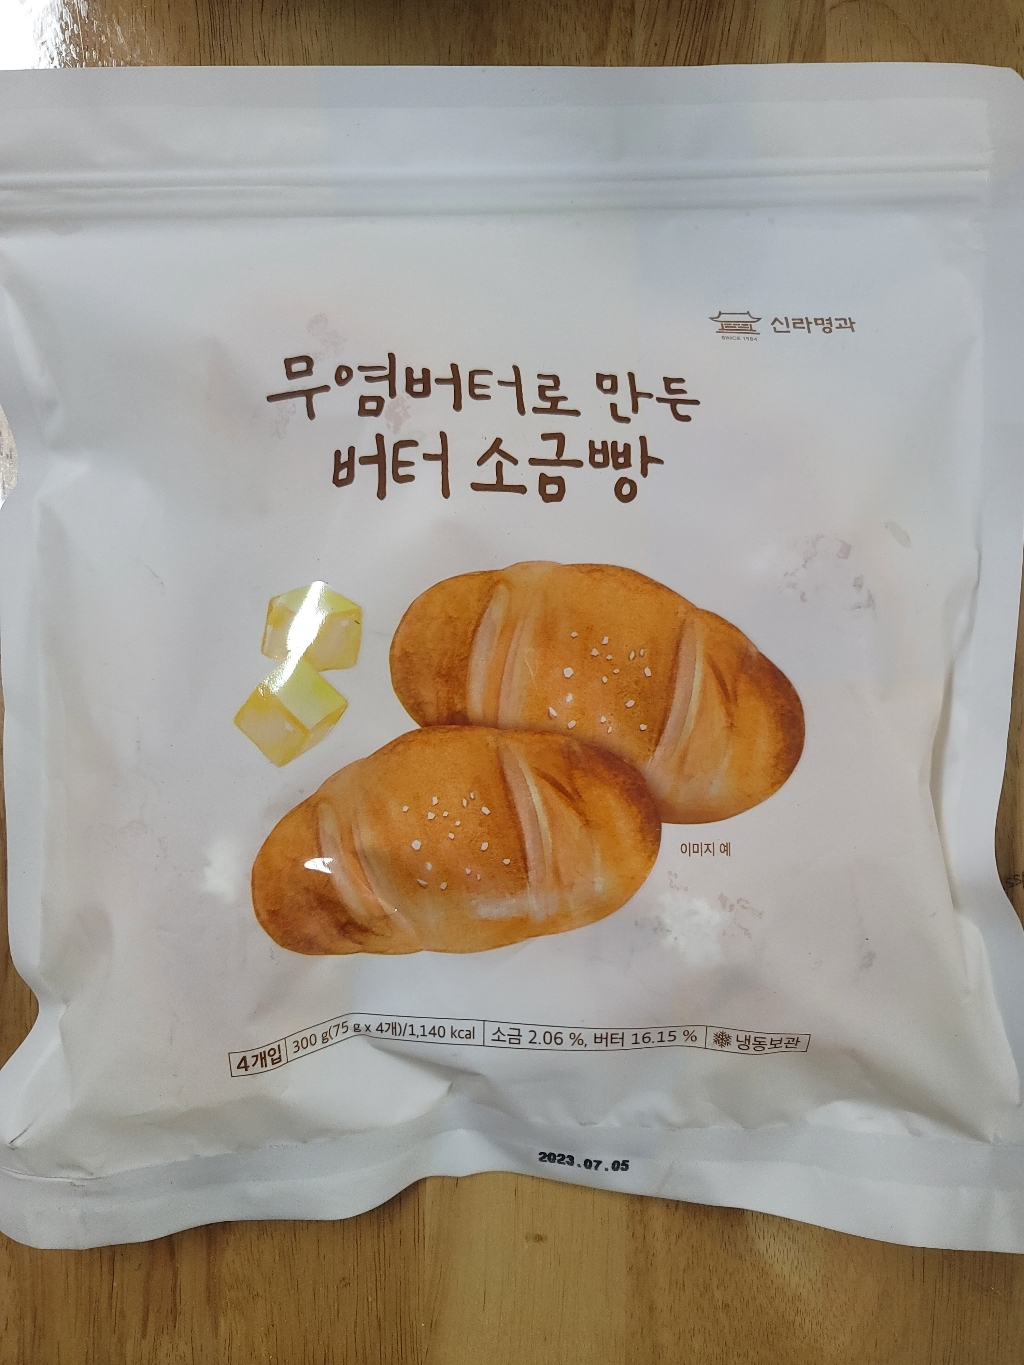 신라명과
SINCE 1984
무염버터로 만든
버터 소금빵
이미지 예
4개입 300 g(75 g x 4개)/1,140 kcal 소금 2.06 %, 버터 16.15 % 냉동보관
2023.07.05